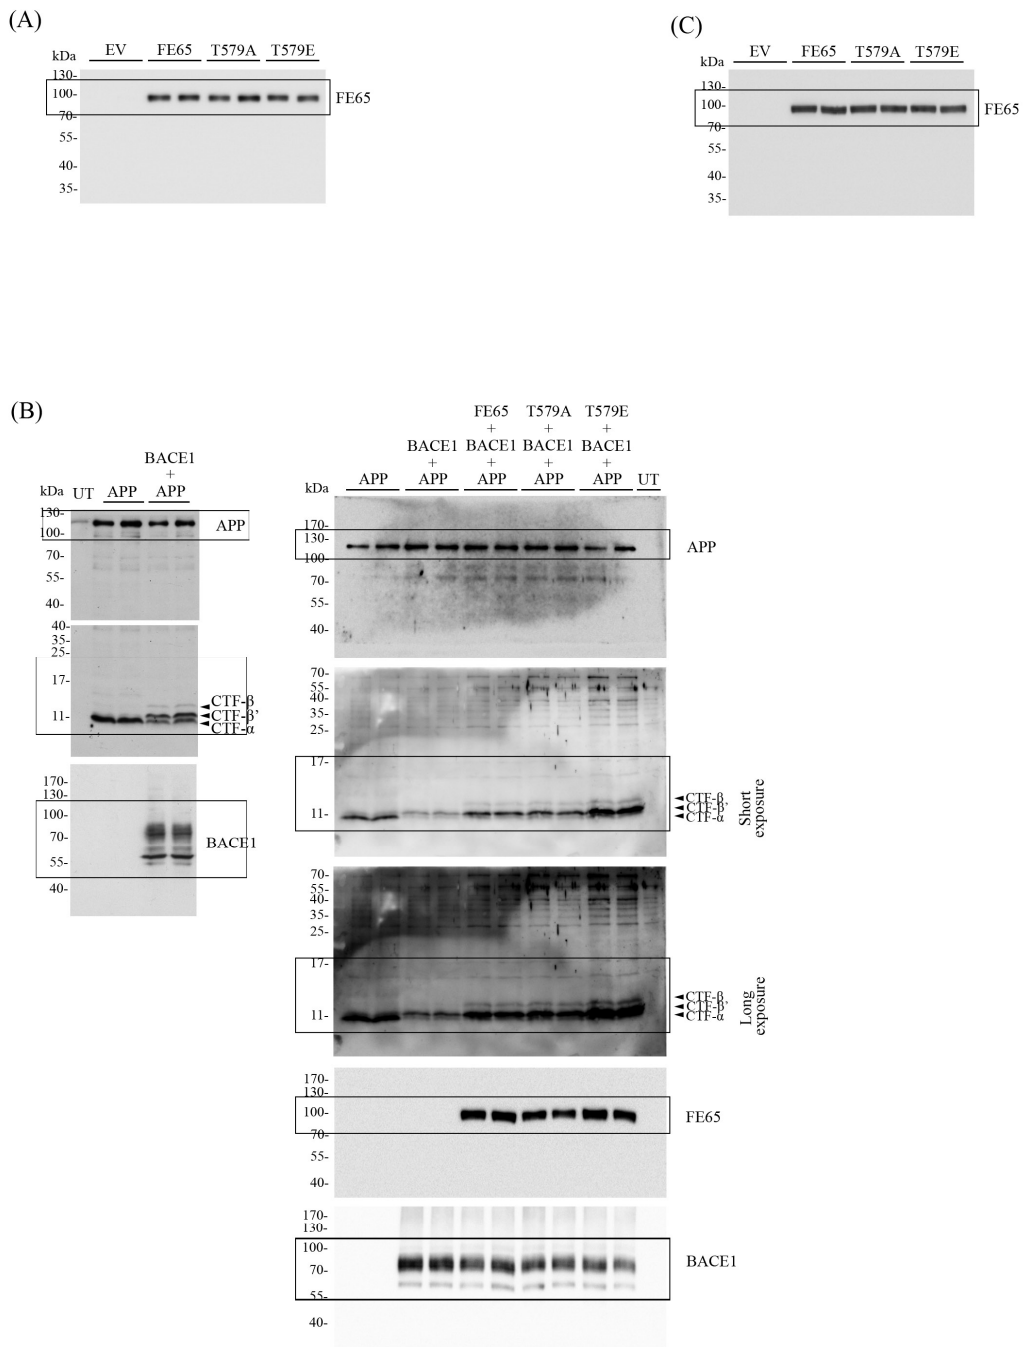 (A)
kDa
EV FE65 T579A T579E
130-
100-
70-
55-
40-
35-
FE65
(C)
kDa
EV FE65 T579A T579E
130-
100-
70-
55-
40-
35-
FE65
(B)
BACE1
+
kDa UT APP APP
130-
100-
70-
55-
40-
APP
40-
35-
25-
17-
11-
CTF-β
CTF-β'
CTF-α
170-
130-
100-
70-
55-
40-
BACE1
FE65 T579A T579E
+ + +
BACE1 BACE1 BACE1 BACE1
+ + + +
APP APP APP APP APP UT
kDa
170-
130-
100-
70-
55-
40-
APP
70-
55-
40-
35-
25-
17-
11-
CTF-β
CTF-β'
CTF-α
Short
exposure
70-
55-
40-
35-
25-
17-
11-
CTF-β
CTF-β'
CTF-α
Long
exposure
170-
130-
100-
70-
55-
40-
FE65
170-
130-
100-
70-
55-
40-
BACE1